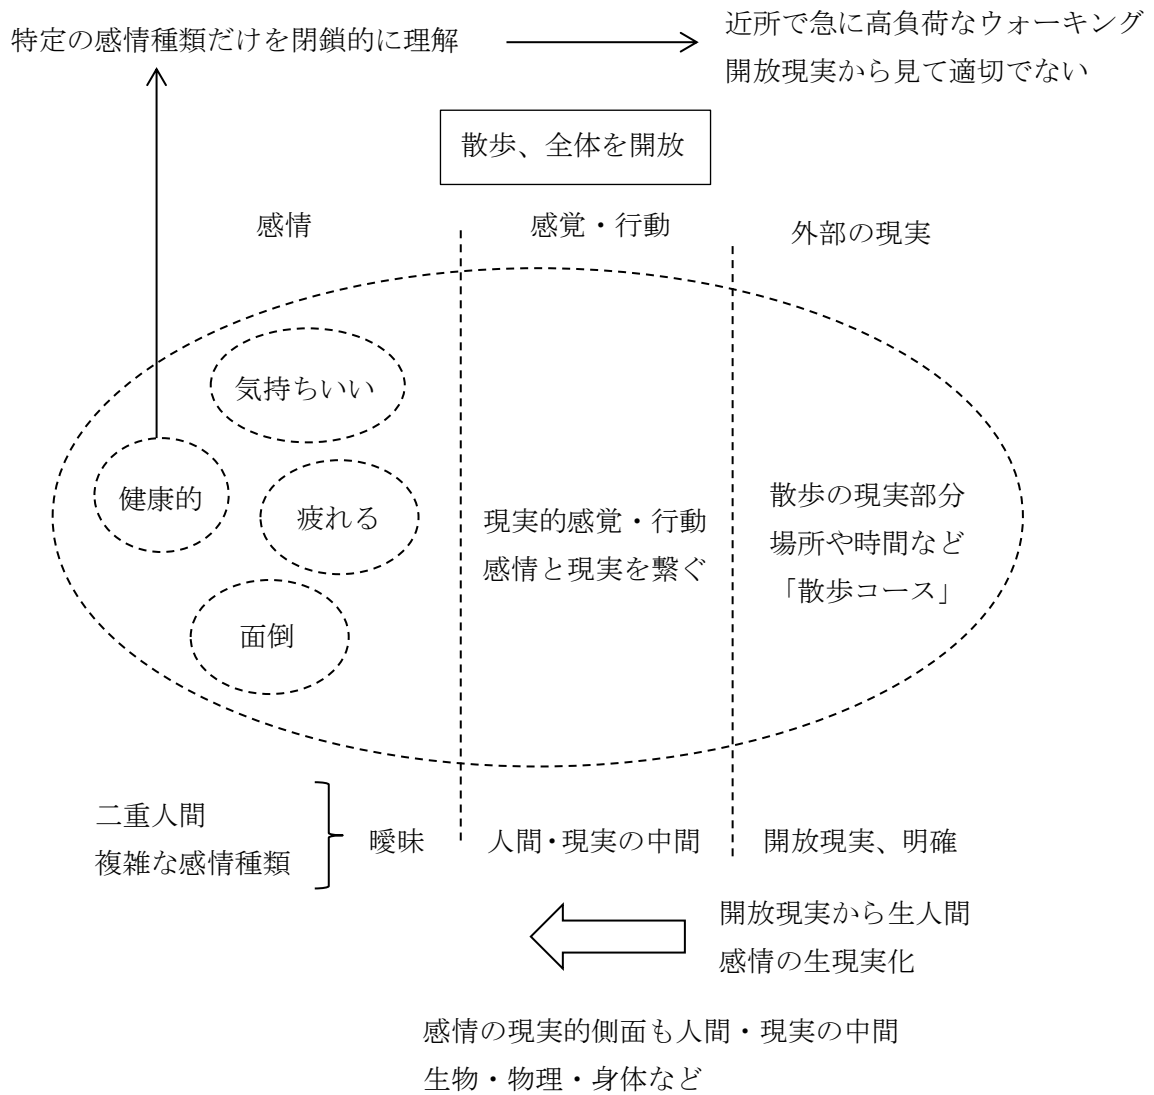 特定の感情種類だけを閉鎖的に理解
近所で急に高負荷なウォーキング
開放現実から見て適切でない
散歩、全体を開放
感情
感覚・行動
外部の現実
気持ちいい
健康的
疲れる
面倒
現実的感覚・行動
感情と現実を繋ぐ
散歩の現実部分
場所や時間など
「散歩コース」
二重人間
複雑な感情種類
曖昧
人間・現実の中間
開放現実、明確
開放現実から生人間
感情の生現実化
感情の現実的側面も人間・現実の中間
生物・物理・身体など